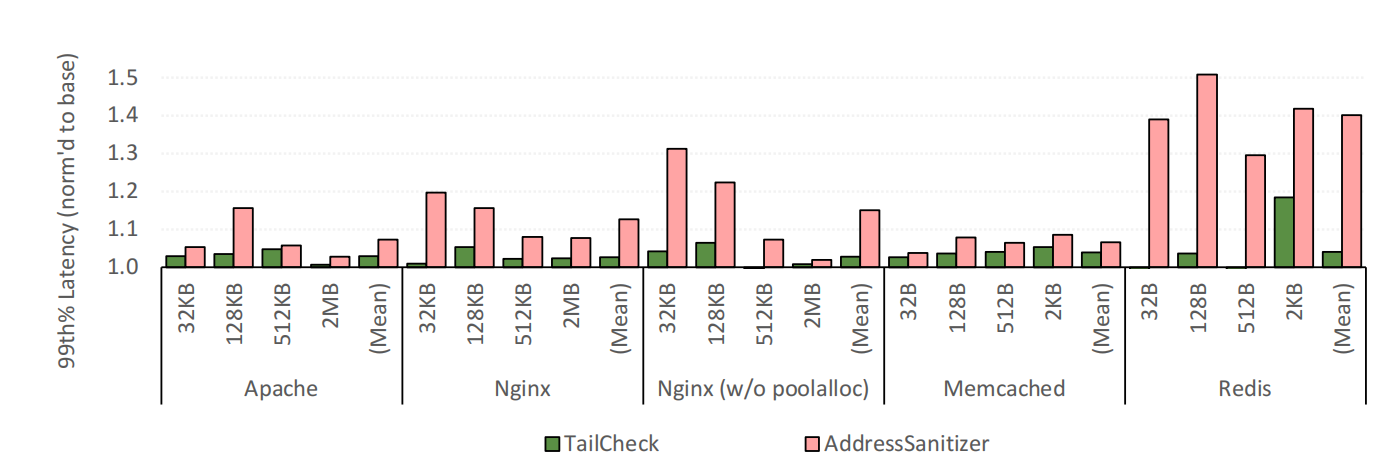 99th% Latency (norm'd to base)
1.5
1.4
1.3
1.2
1.1
1.0
32KB 128KB 512KB 2MB (Mean) 32KB 128KB 512KB 2MB (Mean) 32KB 128KB 512KB 2MB (Mean) 32B 128B 512B 2KB (Mean) 32B 128B 512B 2KB (Mean)
Apache Nginx Nginx (w/o poolalloc) Memcached Redis
TailCheck AddressSanitizer